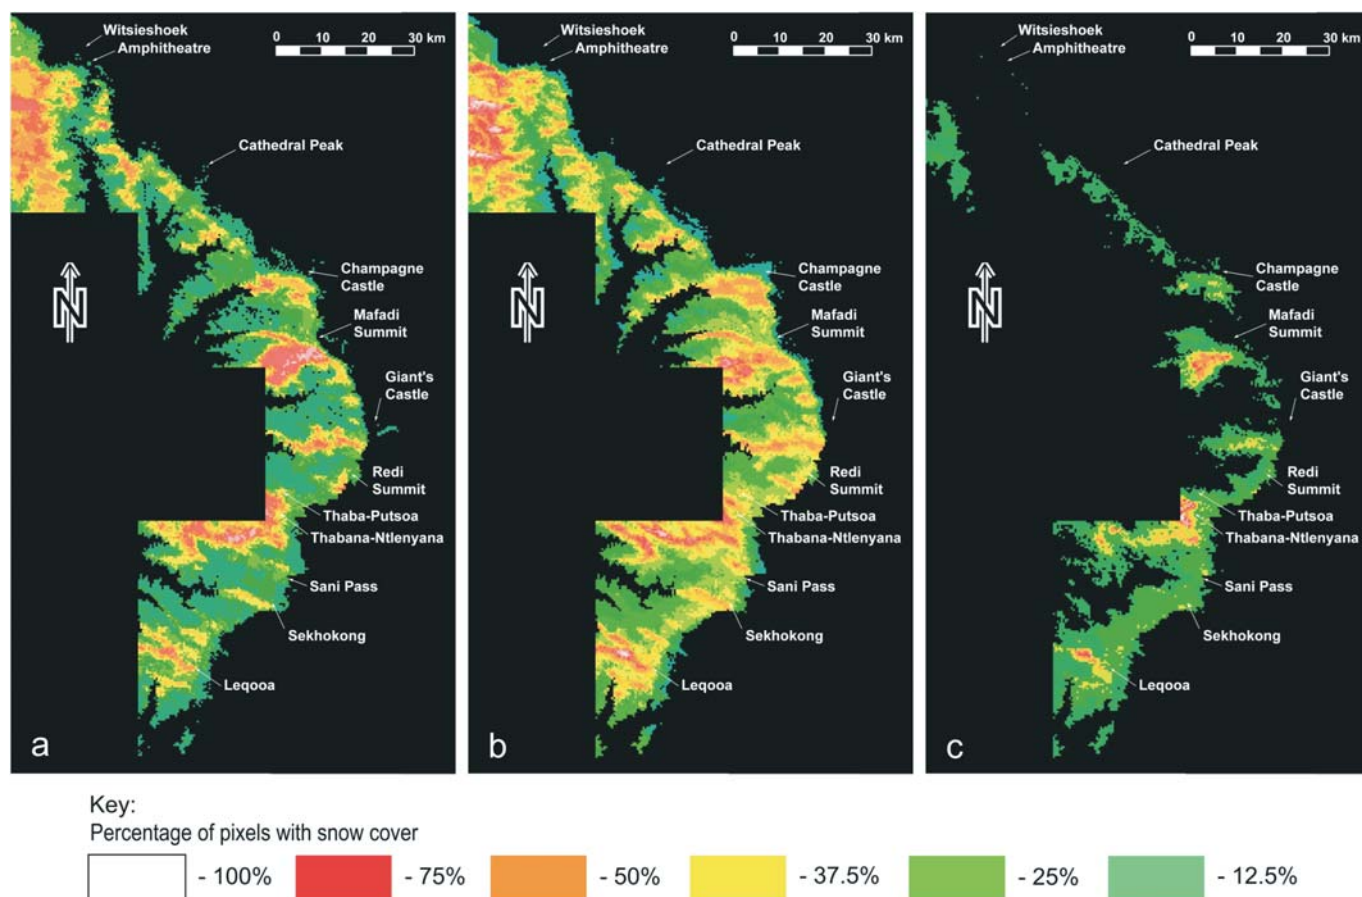 Witsieshoek
Amphitheatre
0 10 20 30 km
Cathedral Peak
Champagne
Castle
Mafadi
Summit
N
Giant's
Castle
Redi
Summit
Thaba-Putsoa
Thabana-Ntlenyana
Sani Pass
Sekhokong
Leqooa
a
Witsieshoek
Amphitheatre
0 10 20 30 km
Cathedral Peak
Champagne
Castle
Mafadi
Summit
N
Giant's
Castle
Redi
Summit
Thaba-Putsoa
Thabana-Ntlenyana
Sani Pass
Sekhokong
Leqooa
b
Witsieshoek
Amphitheatre
0 10 20 30 km
Cathedral Peak
Champagne
Castle
Mafadi
Summit
N
Giant's
Castle
Redi
Summit
Thaba-Putsoa
Thabana-Ntlenyana
Sani Pass
Sekhokong
Leqooa
c
Key:
Percentage of pixels with snow cover
- 100% - 75% - 50% - 37.5% - 25% - 12.5%